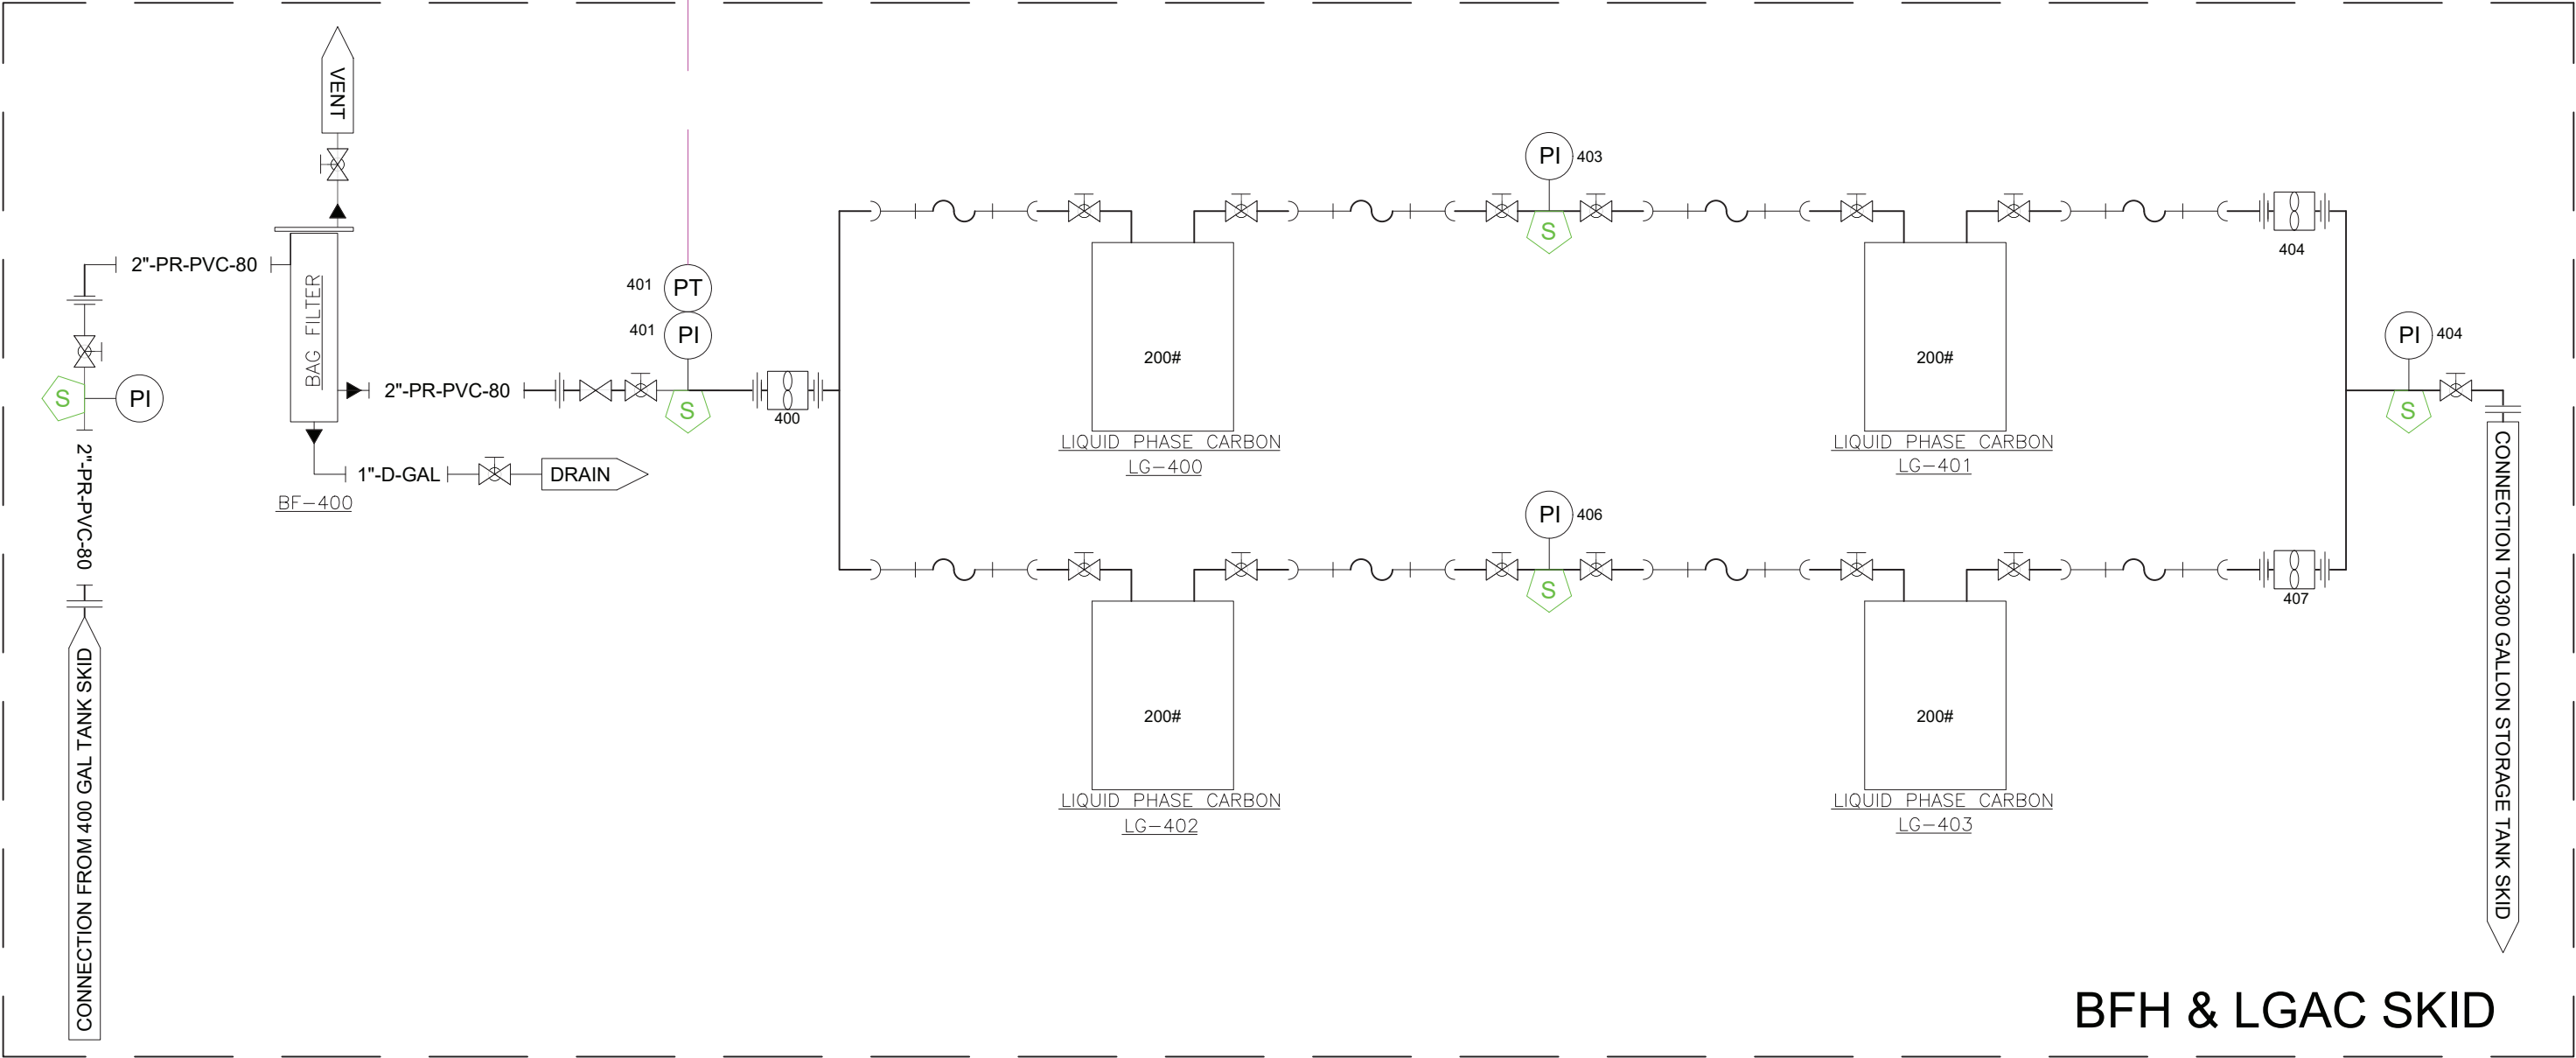 VENT
2"-PR-PVC-80
BAG FILTER
S
PI
2"-PR-PVC-80
CONNECTION FROM 400 GAL TANK SKID
2"-PR-PVC-80
1"-D-GAL
DRAIN
BF-400
401
PT
401
PI
S
400
200#
LIQUID PHASE CARBON
LG-400
PI
403
S
200#
LIQUID PHASE CARBON
LG-401
404
200#
LIQUID PHASE CARBON
LG-402
PI
406
S
200#
LIQUID PHASE CARBON
LG-403
407
PI
404
S
CONNECTION TO300 GALLON STORAGE TANK SKID
BFH & LGAC SKID